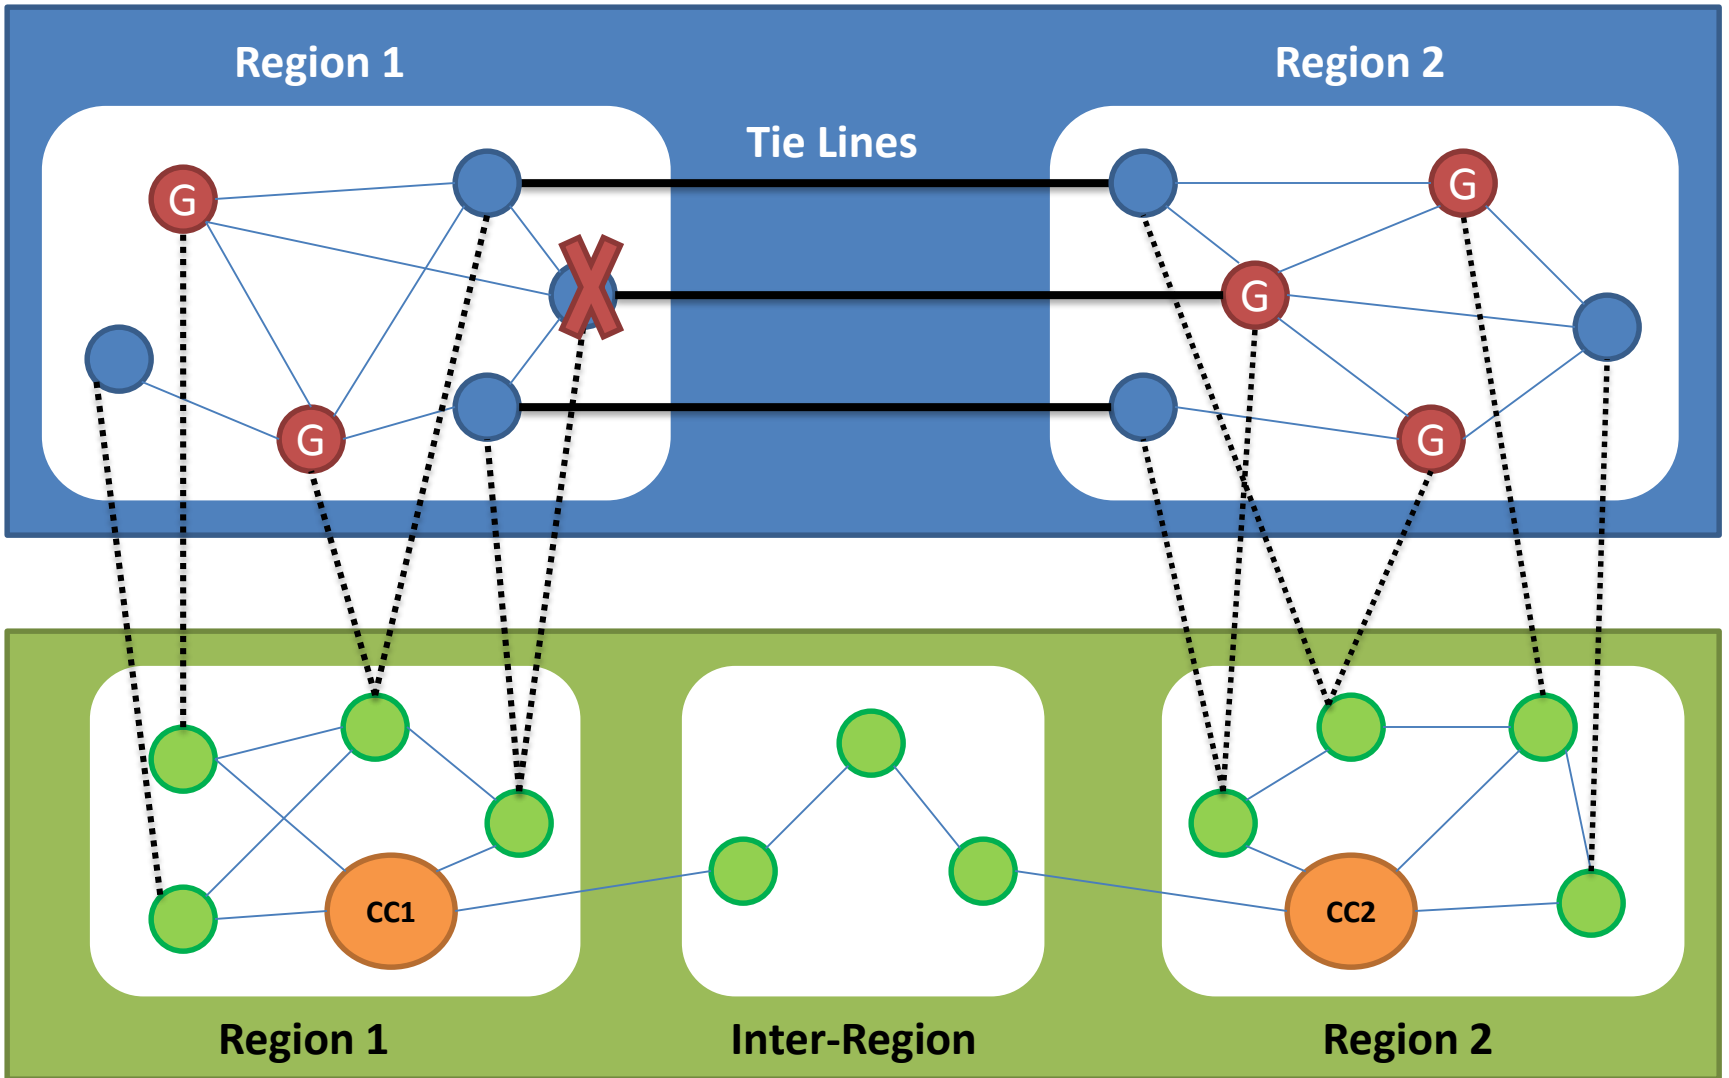 Region 1
Region 2
Tie Lines
G
G
G
G
G
CC1
CC2
Region 1
Inter-Region
Region 2